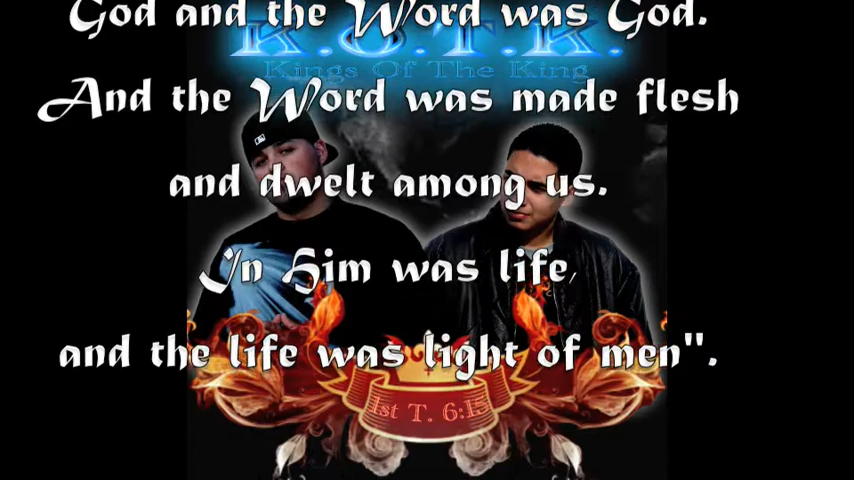 God and the Word was God.
K.O.T.K.
Kings Of The King
And the Word was made flesh
and dwelt among us.
In Him was life,
and the life was light of men".
1st T. 6:15